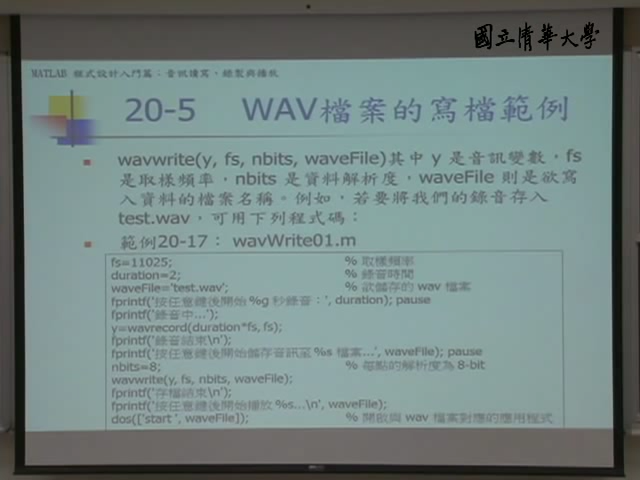 國立清華大學
MATLAB 程式設計入門篇：音訊讀寫、錄製與播放
20-5 WAV檔案的寫檔範例
wavwrite(y, fs, nbits, waveFile)其中 y 是音訊變數，fs
是取樣頻率，nbits 是資料解析度，waveFile 則是欲寫
入資料的檔案名稱。例如，若要將我們的錄音存入
test.wav，可用下列程式碼：
範例20-17： wavWrite01.m
fs=11025; % 取樣頻率
duration=2; % 錄音時間
waveFile='test.wav'; % 欲儲存的 wav 檔案
fprintf('按任意鍵後開始 %g 秒錄音：', duration); pause
fprintf('錄音中...');
y=wavrecord(duration*fs, fs);
fprintf('錄音結束\n');
fprintf('按任意鍵後開始儲存音訊至 %s 檔案...', waveFile); pause
nbits=8; % 每點的解析度為 8-bit
wavwrite(y, fs, nbits, waveFile);
fprintf('存檔結束\n');
fprintf('按任意鍵後開始播放 %s...\n', waveFile);
dos(['start ', waveFile]); % 開啟與 wav 檔案對應的應用程式